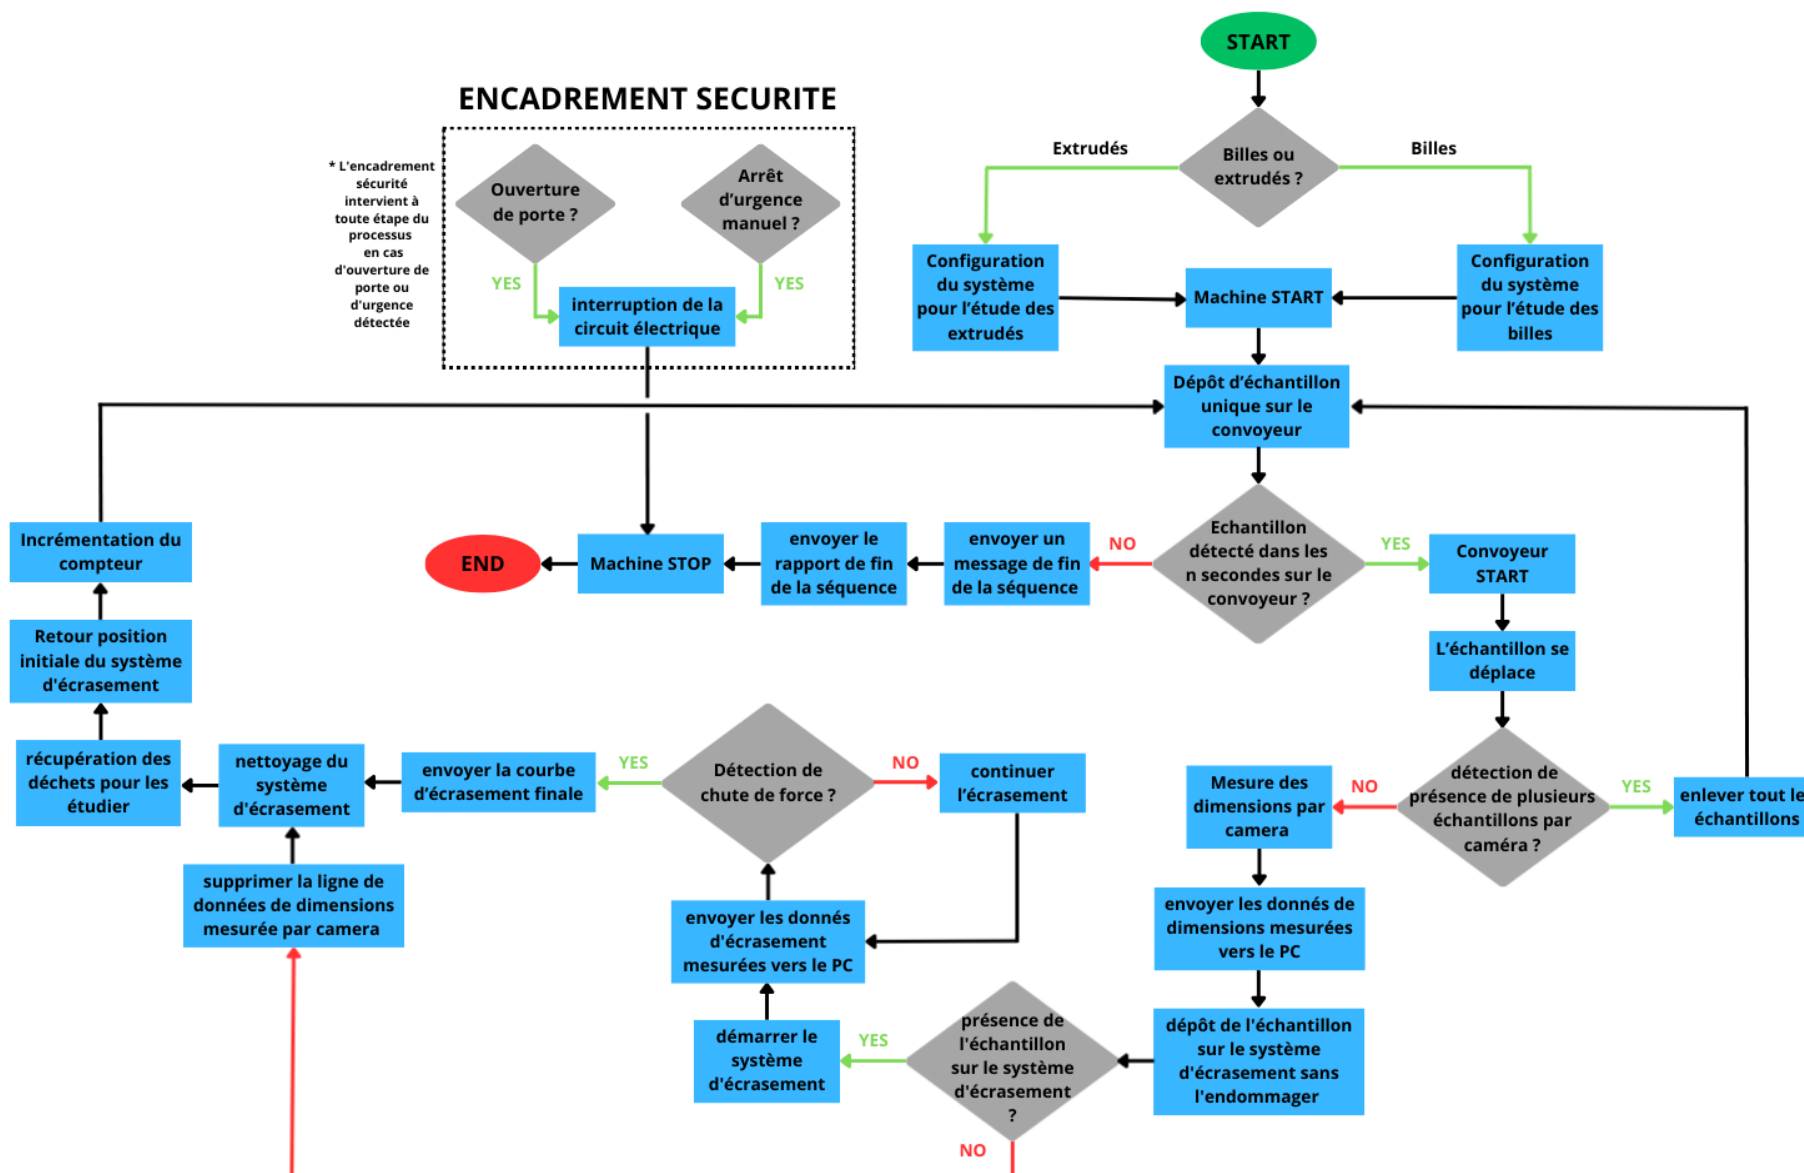 START
ENCADREMENT SECURITE
* L'encadrement
sécurité
intervient à
toute étape du
processus
en cas
d'ouverture de
porte ou
d'urgence
détectée
Ouverture
de porte ?
Arrêt
d’urgence
manuel ?
YES
YES
interruption de la
circuit électrique
Extrudés
Billes ou
extrudés ?
Billes
Configuration
du système
pour l’étude des
extrudés
Machine START
Configuration
du système
pour l’étude des
billes
Dépôt d’échantillon
unique sur le
convoyeur
Echantillon
détecté dans les
n secondes sur le
convoyeur ?
NO
YES
envoyer un
message de fin
de la séquence
envoyer le
rapport de fin
de la séquence
Machine STOP
END
Convoyeur
START
L’échantillon se
déplace
détection de
présence de plusieurs
échantillons par
caméra ?
NO
YES
enlever tout le
échantillons
Mesure des
dimensions par
camera
envoyer les donnés de
dimensions mesurées
vers le PC
dépôt de l'échantillon
sur le système
d'écrasement sans
l'endommager
présence de
l'échantillon
sur le système
d'écrasement
?
YES
NO
démarrer le
système
d'écrasement
envoyer les donnés
d'écrasement
mesurées vers le PC
Détection de
chute de force ?
NO
continuer
l’écrasement
YES
envoyer la courbe
d’écrasement finale
nettoyage du
système
d'écrasement
supprimer la ligne de
données de dimensions
mesurée par camera
récupération des
déchets pour les
étudier
Retour position
initiale du système
d'écrasement
Incrémentation du
compteur